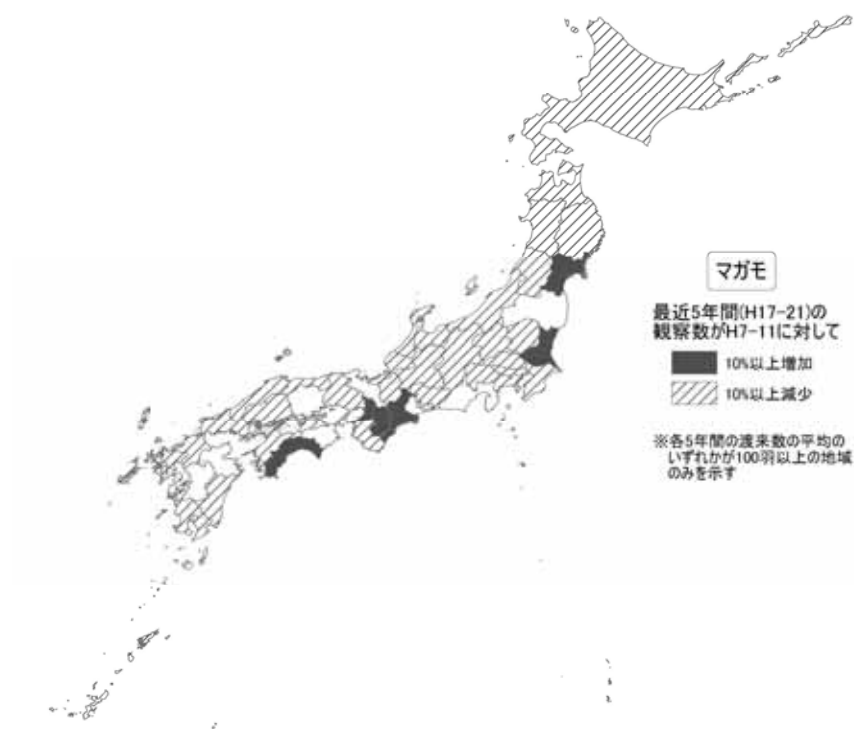 マガモ
最近5年間(H17-21)の
観察数がH7-11に対して
10%以上増加
10%以上減少
※各5年間の渡来数の平均の
いずれかが100羽以上の地域
のみを示す